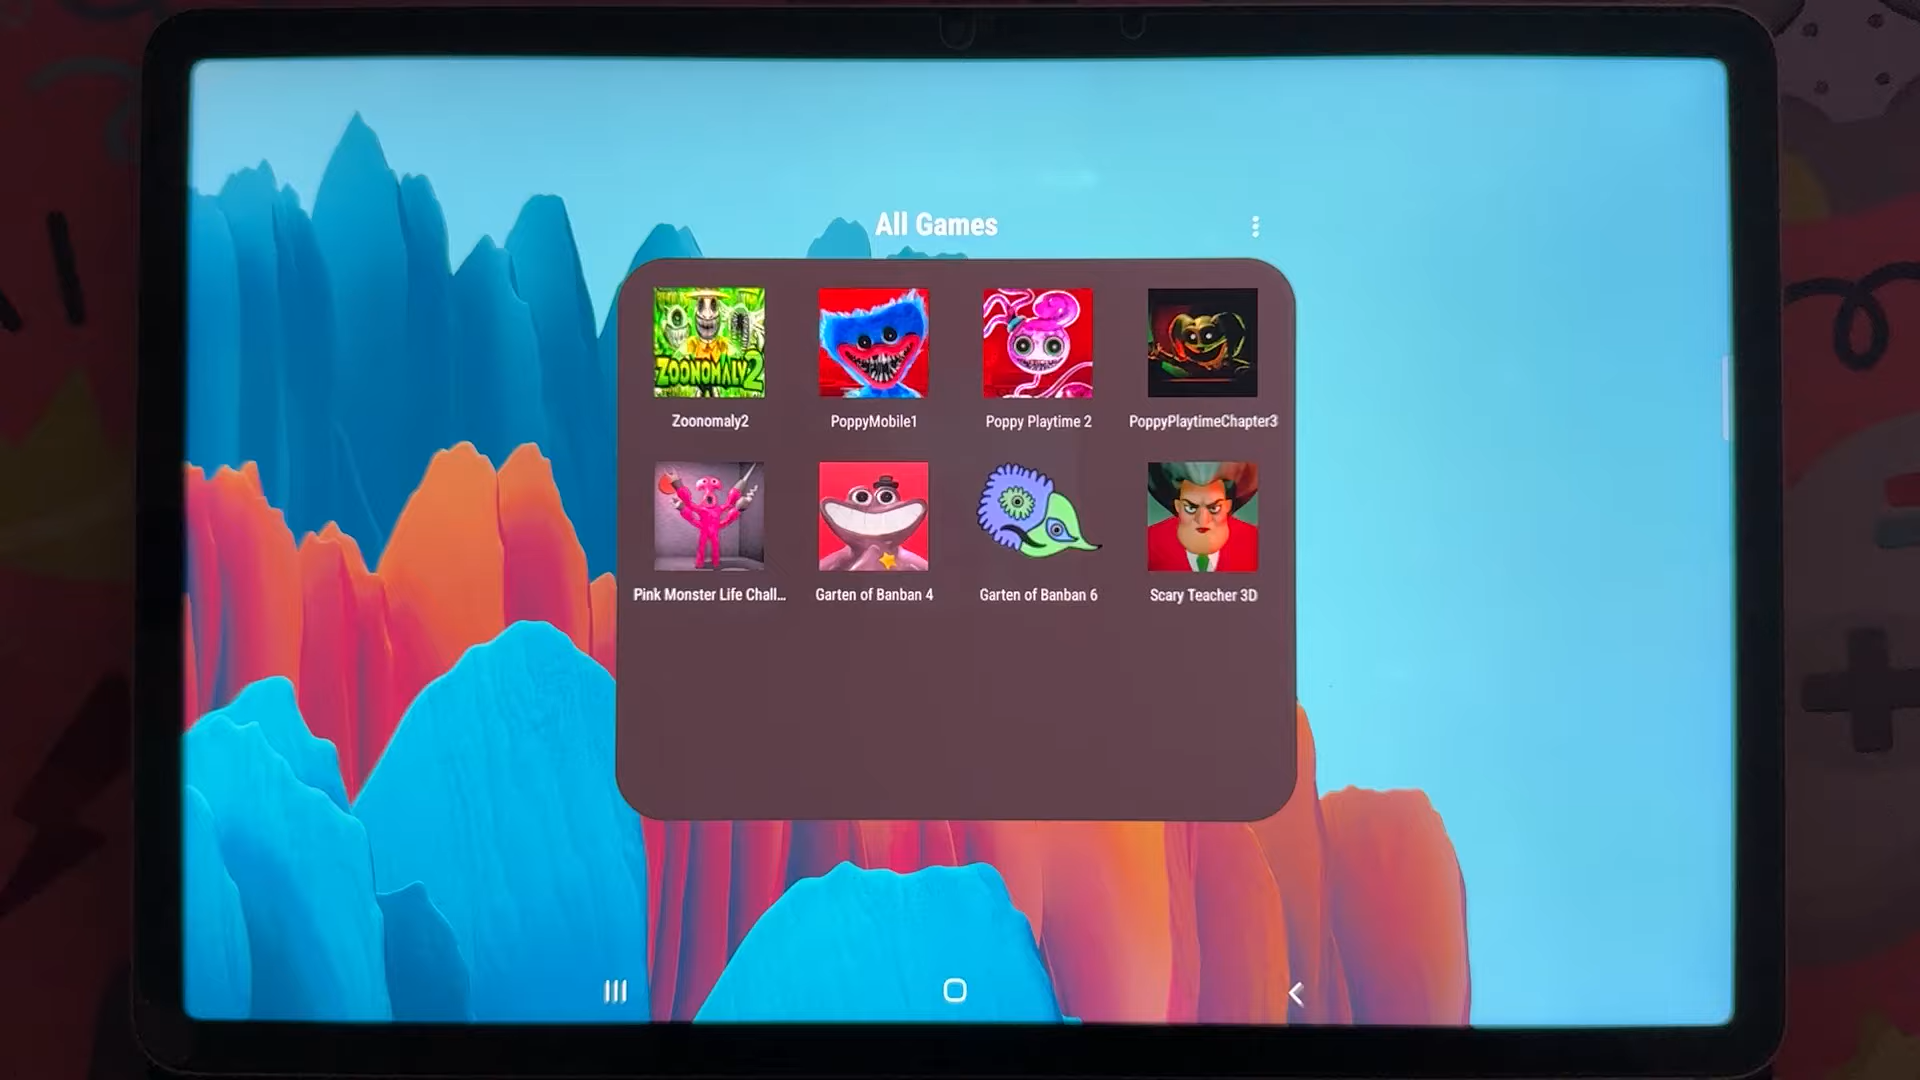 All Games
ZOONOMALY2
Zoonomaly2
PoppyMobile1
Poppy Playtime 2
PoppyPlaytimeChapter3
Pink Monster Life Chall...
Garten of Banban 4
Garten of Banban 6
Scary Teacher 3D